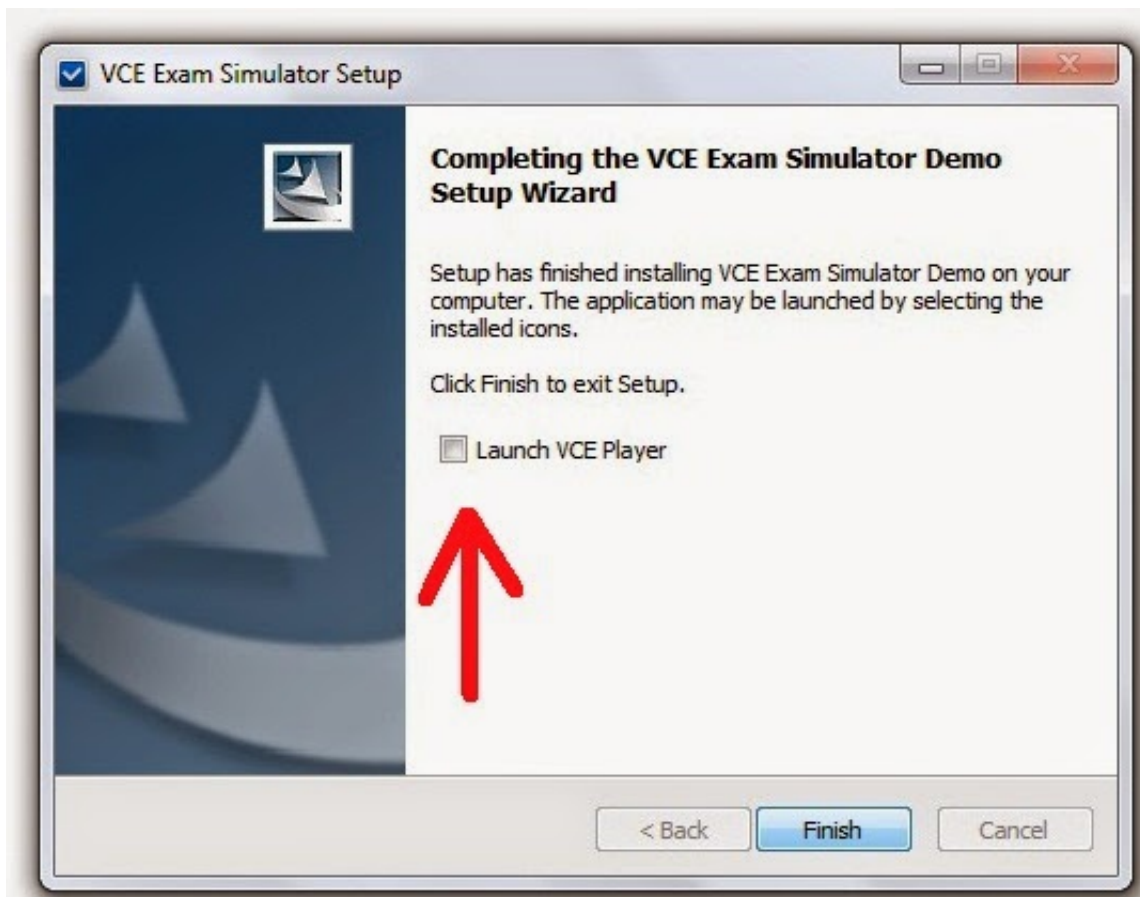 VCE Exam Simulator Setup
Completing the VCE Exam Simulator Demo
Setup Wizard
Setup has finished installing VCE Exam Simulator Demo on your
computer. The application may be launched by selecting the
installed icons.
Click Finish to exit Setup.
Launch VCE Player
< Back Finish Cancel